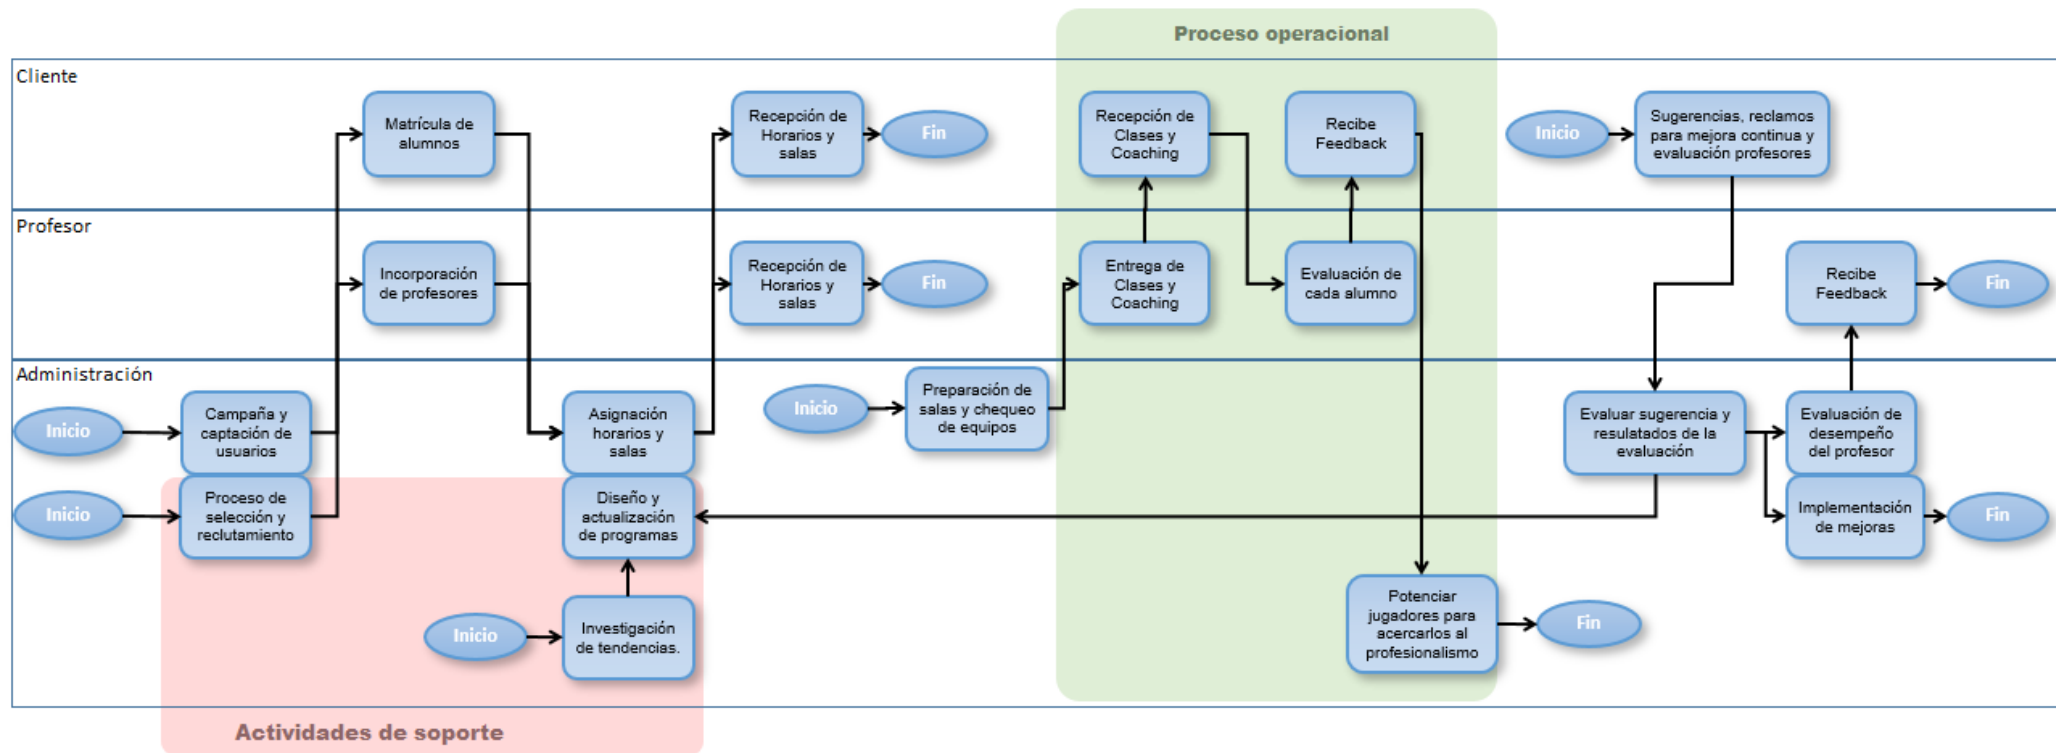 Proceso operacional
Cliente
Matrícula de
alumnos
Recepción de
Horarios y
salas
Fin
Recepción de
Clases y
Coaching
Recibe
Feedback
Inicio
Sugerencias, reclamos
para mejora continua y
evaluación profesores
Profesor
Incorporación
de profesores
Recepción de
Horarios y
salas
Fin
Entrega de
Clases y
Coaching
Evaluación de
cada alumno
Recibe
Feedback
Fin
Administración
Inicio
Campaña y
captación de
usuarios
Asignación
horarios y
salas
Inicio
Preparación de
salas y chequeo
de equipos
Evaluar sugerencia y
resulatados de la
evaluación
Evaluación de
desempeño
del profesor
Inicio
Proceso de
selección y
reclutamiento
Diseño y
actualización
de programas
Implementación
de mejoras
Fin
Inicio
Investigación
de tendencias.
Potenciar
jugadores para
acercarlos al
profesionalismo
Fin
Actividades de soporte